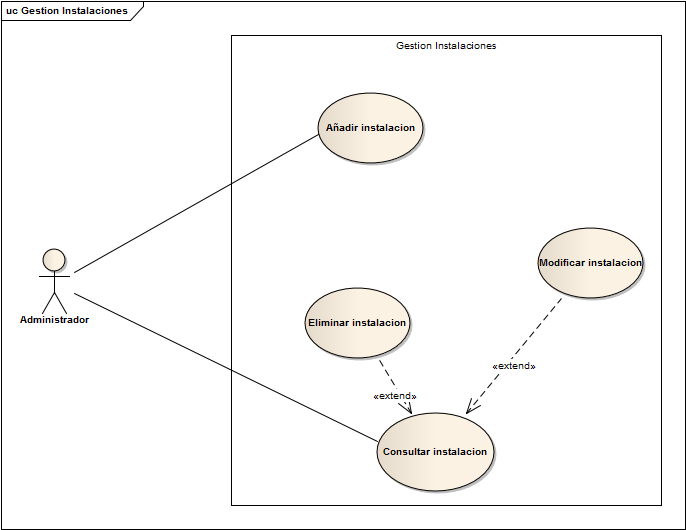 uc Gestion Instalaciones
Gestion Instalaciones
Añadir instalacion
Modificar instalacion
Administrador
Eliminar instalacion
«extend»
«extend»
Consultar instalacion